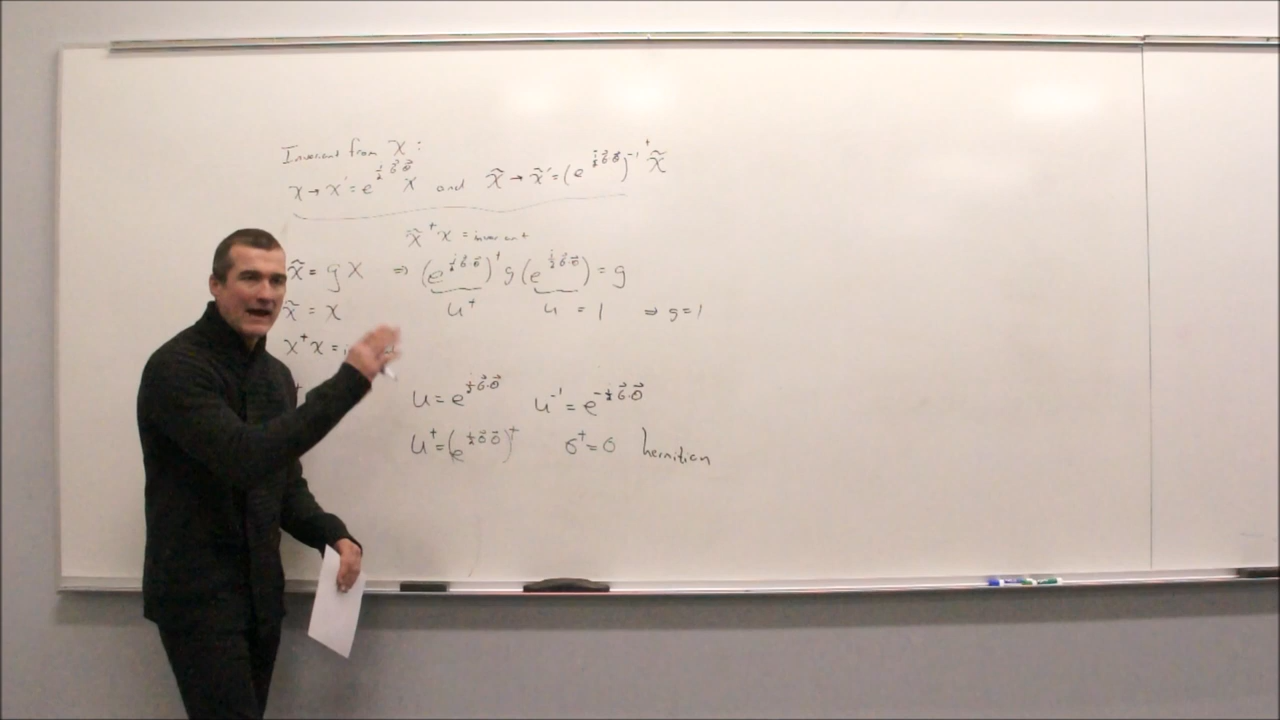 Invariant from χ :
χ → χ' = e^{i/2 σ⃗·θ⃗} χ and χ̃ → χ̃' = (e^{i/2 σ⃗·θ⃗})^{-1 †} χ̃
χ̃^† χ = invariant
χ̃ = g χ ⇒ (e^{i/2 σ⃗·θ⃗})^† g (e^{i/2 σ⃗·θ⃗}) = g
χ̃ = χ u^† u = 1 ⇒ g = 1
χ^† χ =
u = e^{i/2 σ⃗·θ⃗} u^{-1} = e^{-i/2 σ⃗·θ⃗}
u^† = (e^{i/2 σ⃗·θ⃗})^† σ^† = σ hermitian